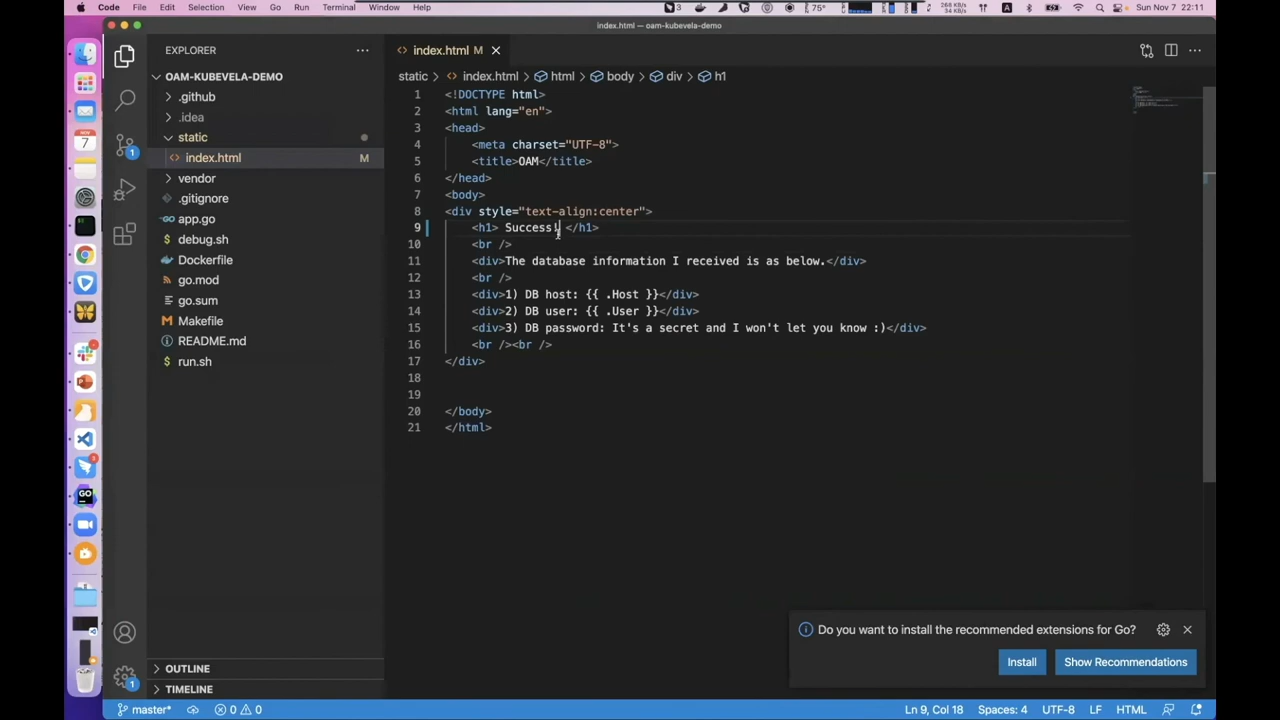 Code File Edit Selection View Go Run Terminal Window Help
75° 268 KB/s 34 KB/s A Sun Nov 7 22:11
index.html — oam-kubevela-demo
EXPLORER
index.html M
OAM-KUBEVELA-DEMO
static > index.html > html > body > div > h1
.github
.idea
static
index.html M
vendor
.gitignore
app.go
debug.sh
Dockerfile
go.mod
go.sum
Makefile
README.md
run.sh
OUTLINE
TIMELINE
1 <!DOCTYPE html>
2 <html lang="en">
3 <head>
4 <meta charset="UTF-8">
5 <title>OAM</title>
6 </head>
7 <body>
8 <div style="text-align:center">
9 <h1> Success! </h1>
10 <br />
11 <div>The database information I received is as below.</div>
12 <br />
13 <div>1) DB host: {{ .Host }}</div>
14 <div>2) DB user: {{ .User }}</div>
15 <div>3) DB password: It's a secret and I won't let you know :)</div>
16 <br /><br />
17 </div>
18
19
20 </body>
21 </html>
1
GO
1
Do you want to install the recommended extensions for Go?
Install Show Recommendations
master* 0 0 Ln 9, Col 18 Spaces: 4 UTF-8 LF HTML